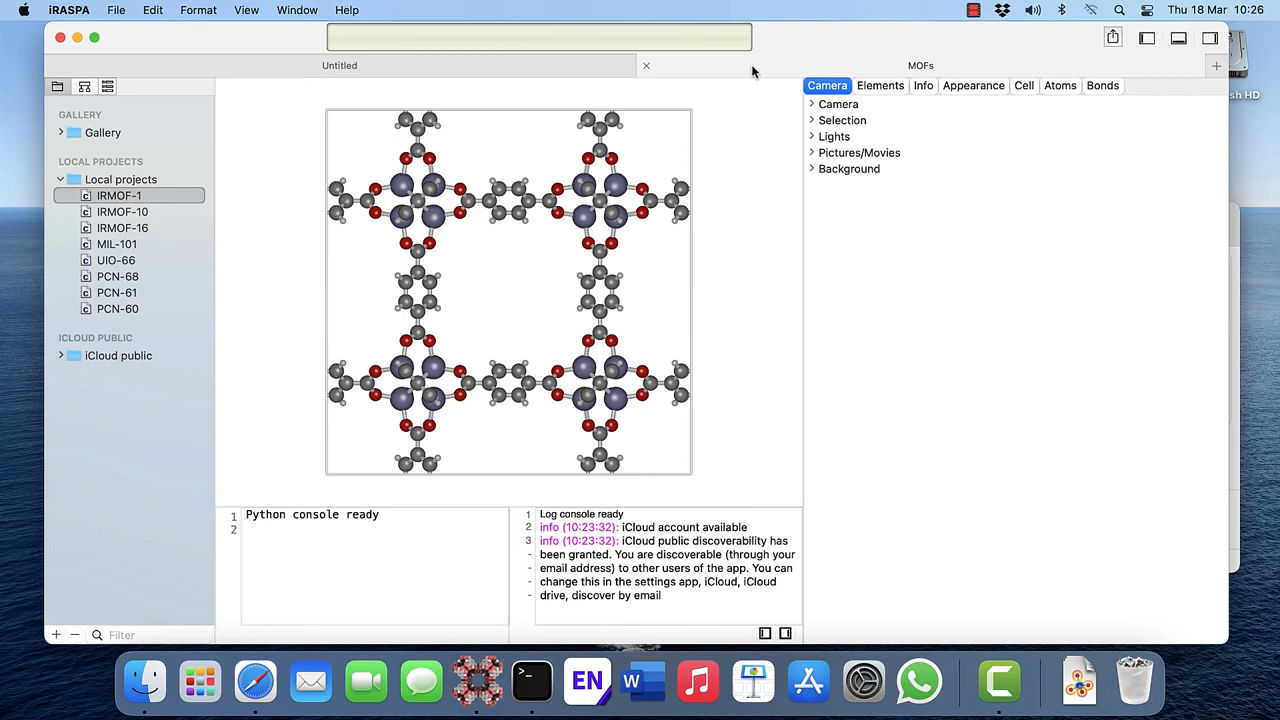 iRASPA File Edit Format View Window Help Thu 18 Mar 10:26
Untitled MOFs
Camera Elements Info Appearance Cell Atoms Bonds
GALLERY
Gallery
LOCAL PROJECTS
Local projects
IRMOF-1
IRMOF-10
IRMOF-16
MIL-101
UIO-66
PCN-68
PCN-61
PCN-60
ICLOUD PUBLIC
iCloud public
Filter
Camera
Selection
Lights
Pictures/Movies
Background
1 Python console ready
2
1 Log console ready
2 info (10:23:32): iCloud account available
3 info (10:23:32): iCloud public discoverability has
- been granted. You are discoverable (through your
- email address) to other users of the app. You can
- change this in the settings app, iCloud, iCloud
- drive, discover by email
sh HD
EN
W